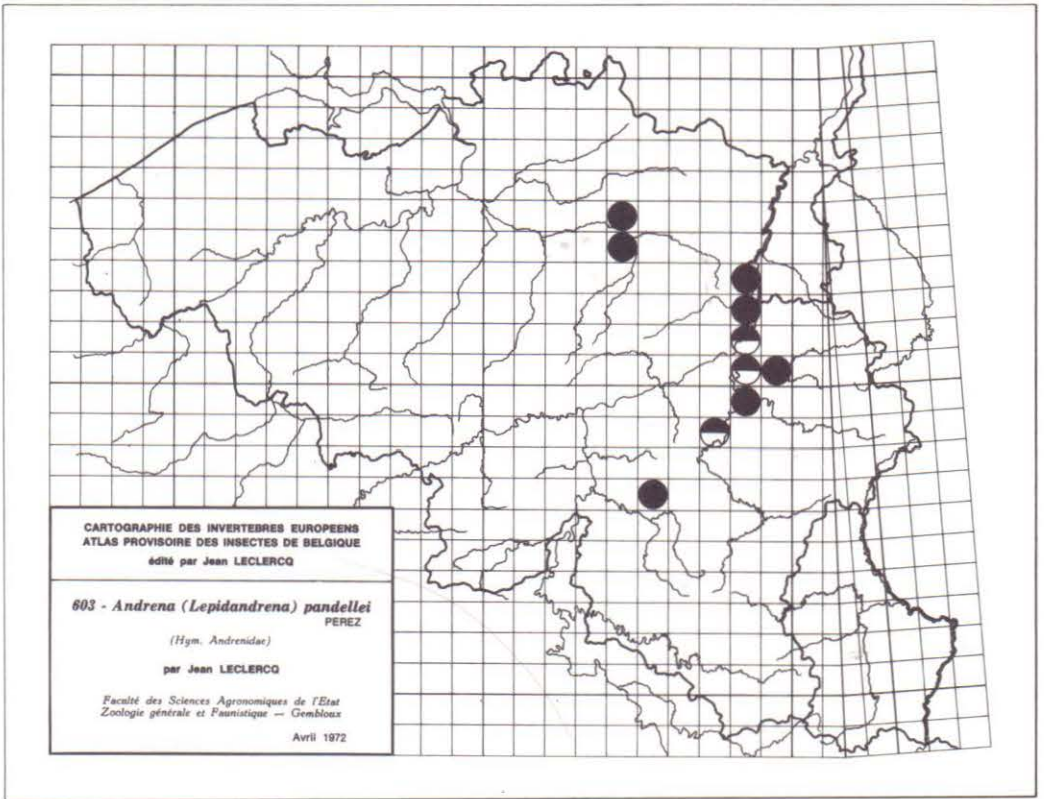 CARTOGRAPHIE DES INVERTEBRES EUROPEENS
ATLAS PROVISOIRE DES INSECTES DE BELGIQUE
édité par Jean LECLERCQ
603 - Andrena (Lepidandrena) pandellei
PEREZ
(Hym. Andrenidae)
par Jean LECLERCQ
Faculté des Sciences Agronomiques de l'Etat
Zoologie générale et Faunistique — Gembloux
Avril 1972